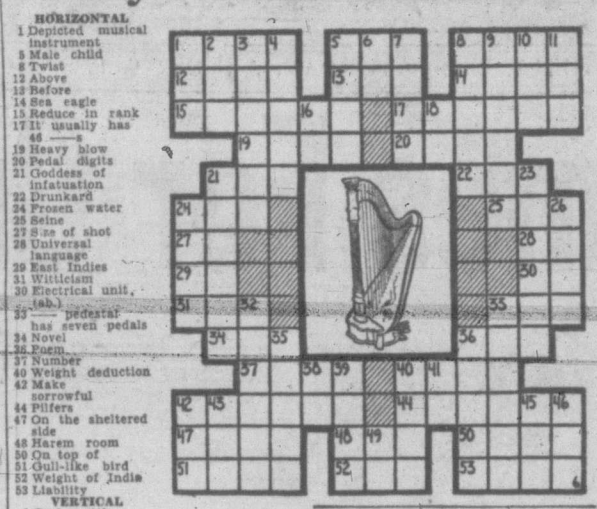 HORIZONTAL
1 Depicted musical
instrument
5 Male child
8 Twist
12 Above
13 Before
14 Sea eagle
15 Reduce in rank
17 It usually has
46 ——s
19 Heavy blow
20 Pedal digits
21 Goddess of
infatuation
22 Drunkard
24 Frozen water
25 Seine
27 Size of shot
28 Universal
language
29 East Indies
31 Witticism
30 Electrical unit,
(ab.)
33 —— pedestal
has seven pedals
34 Novel
36 Poem
37 Number
40 Weight deduction
42 Make
sorrowful
44 Pilfers
47 On the sheltered
side
48 Harem room
50 On top of
51 Gull-like bird
52 Weight of India
53 Liability
VERTICAL
1 2 3 4 5 6 7 8 9 10 11
12 13 14
15 16 17 18
19 20
21 22 23
24 25 26
27 28
29 30
31 32 33
34 35 36
37 38 39 40 41
42 43 44 45 46
47 48 49 50
51 52 53
6